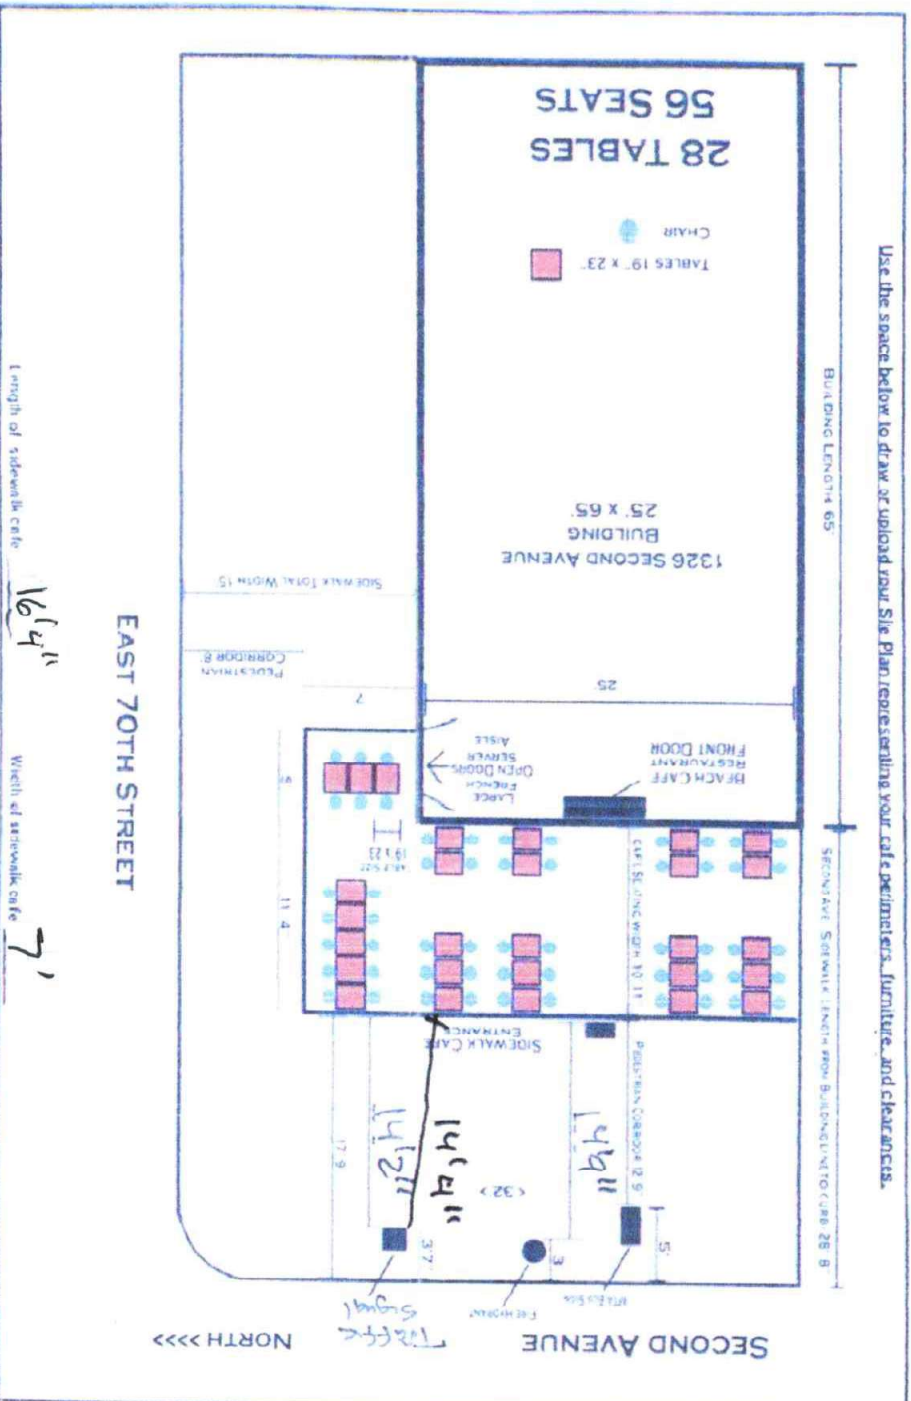 Use the space below to draw or upload your Site Plan representing your cafe perimeters, furniture, and clearances.
SECOND AVENUE
NORTH >>>>
MTA BUS SIGN
FIRE HYDRANT
Traffic
Signal
5'
3'
3'7"
<32>
14'9"
14'4"
14'2"
17' 9"
PEDESTRIAN CORRIDOR 12' 9"
SIDEWALK CAFE
ENTRANCE
SECOND AVE SIDEWALK LENGTH FROM BUILDING LINE TO CURB 28' 8"
11' 4"
TABLE SIZE
19 X 23
BEACH CAFE
RESTAURANT
FRONT DOOR
LARGE
FRENCH
OPEN DOORS
SERVER
AISLE
25'
7'
PEDESTRIAN
CORRIDOR 8'
SIDEWALK TOTAL WIDTH 15'
1326 SECOND AVENUE
BUILDING
25' X 65'
BUILDING LENGTH 65'
TABLES 19" X 23"
CHAIR
28 TABLES
56 SEATS
EAST 70TH STREET
Length of sidewalk cafe 16'4"
Width of sidewalk cafe 7'